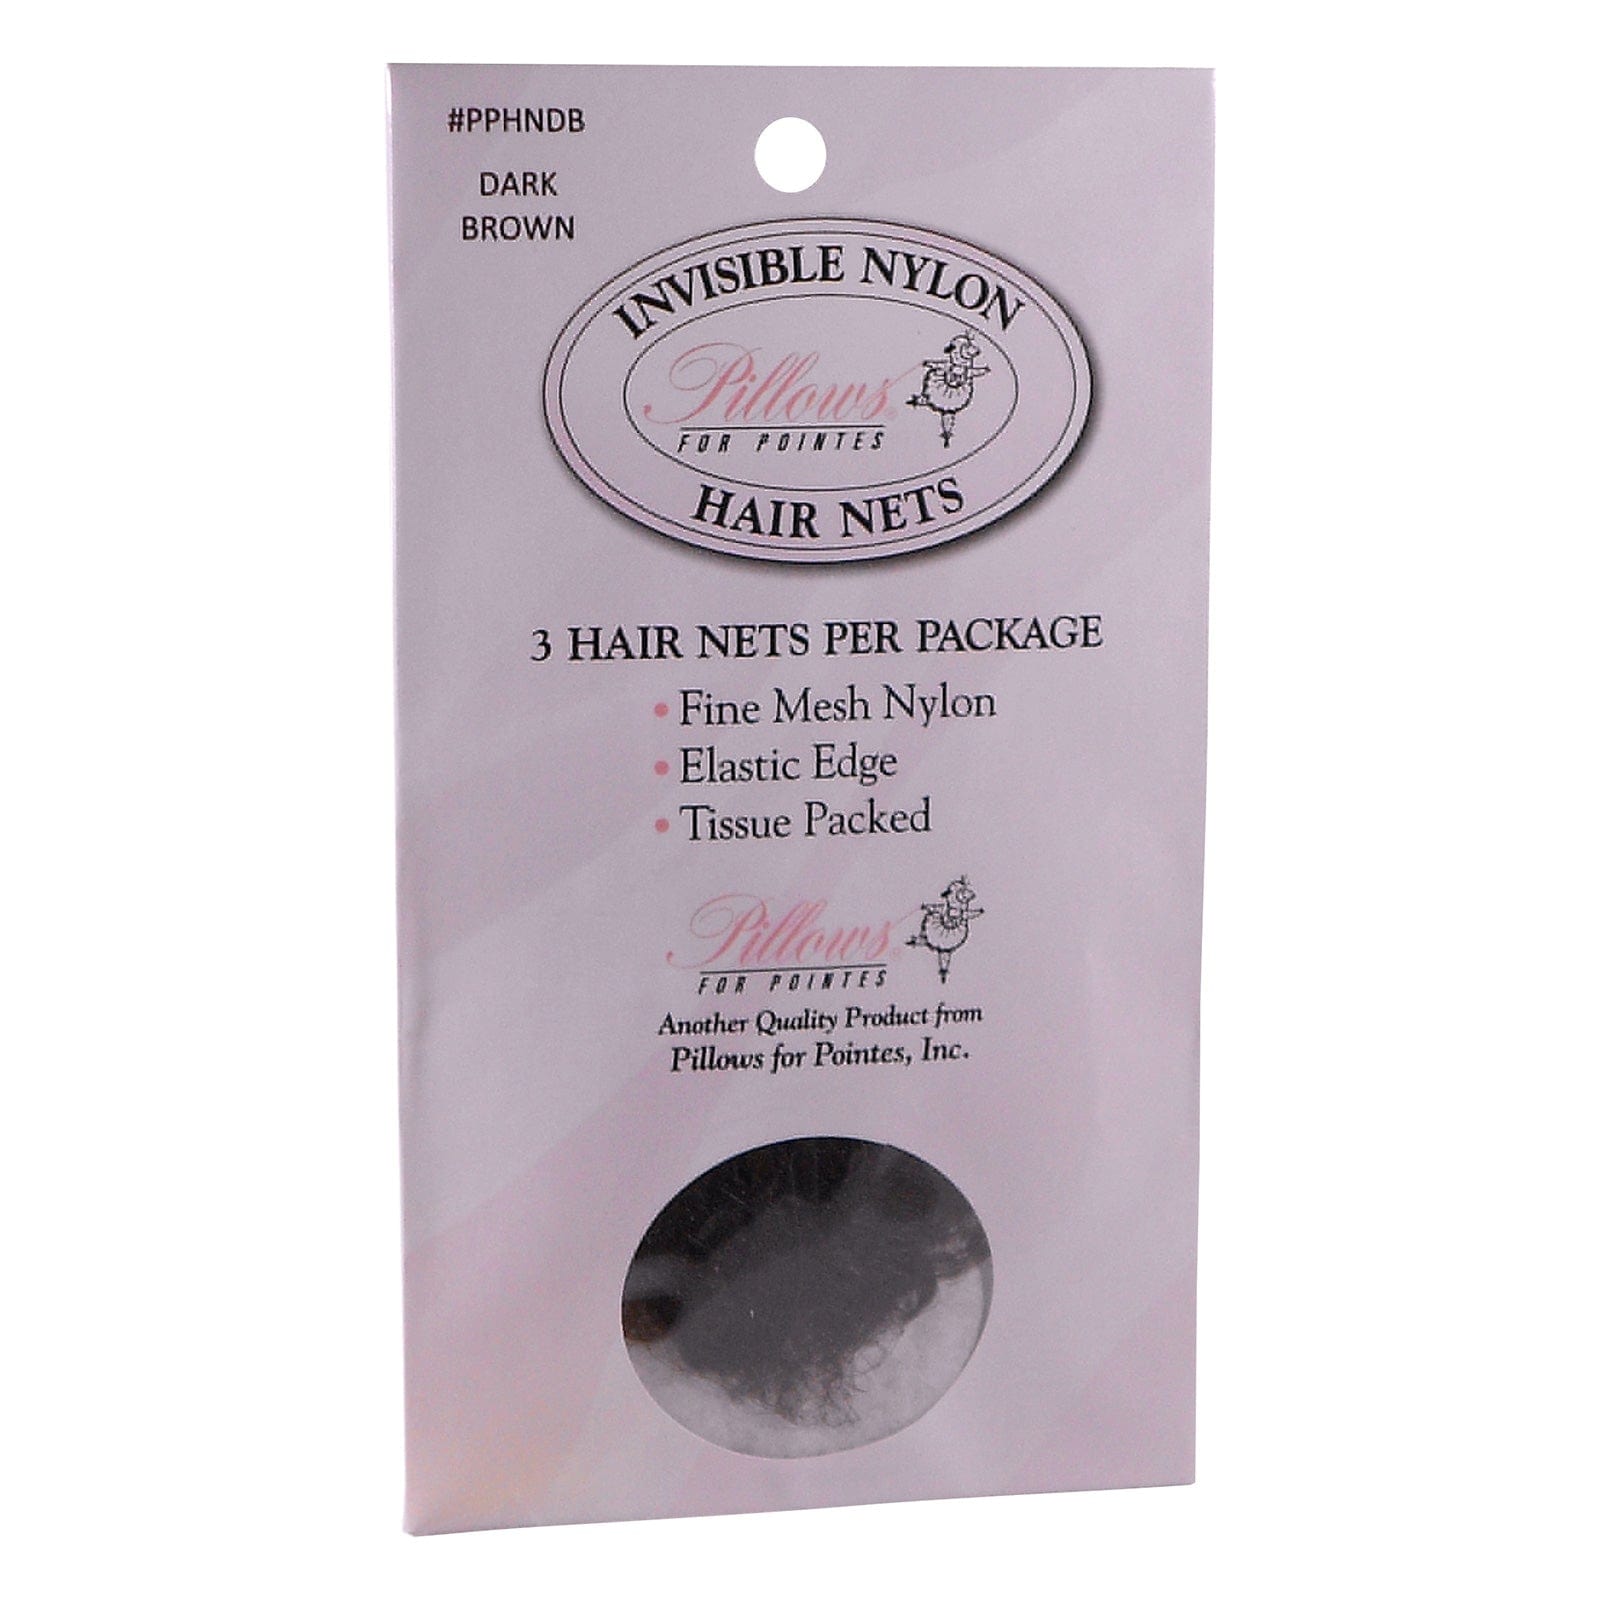 #PPHNDB
DARK
BROWN
INVISIBLE NYLON
Pillows®
FOR POINTES
HAIR NETS
3 HAIR NETS PER PACKAGE
• Fine Mesh Nylon
• Elastic Edge
• Tissue Packed
Pillows®
FOR POINTES
Another Quality Product from
Pillows for Pointes, Inc.